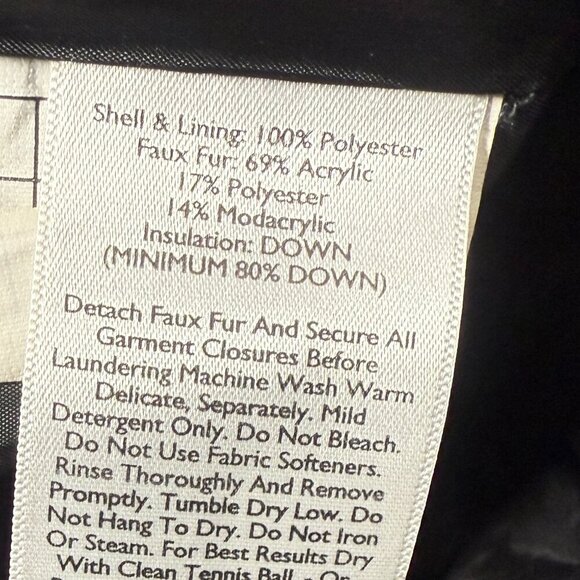 Shell & Lining: 100% Polyester
Faux Fur: 69% Acrylic
17% Polyester
14% Modacrylic
Insulation: DOWN
(MINIMUM 80% DOWN)
Detach Faux Fur And Secure All
Garment Closures Before
Laundering Machine Wash Warm
Delicate, Separately. Mild
Detergent Only. Do Not Bleach.
Do Not Use Fabric Softeners.
Rinse Thoroughly And Remove
Promptly. Tumble Dry Low. Do
Not Hang To Dry. Do Not Iron
Or Steam. For Best Results Dry
With Clean Tennis Ball - Or